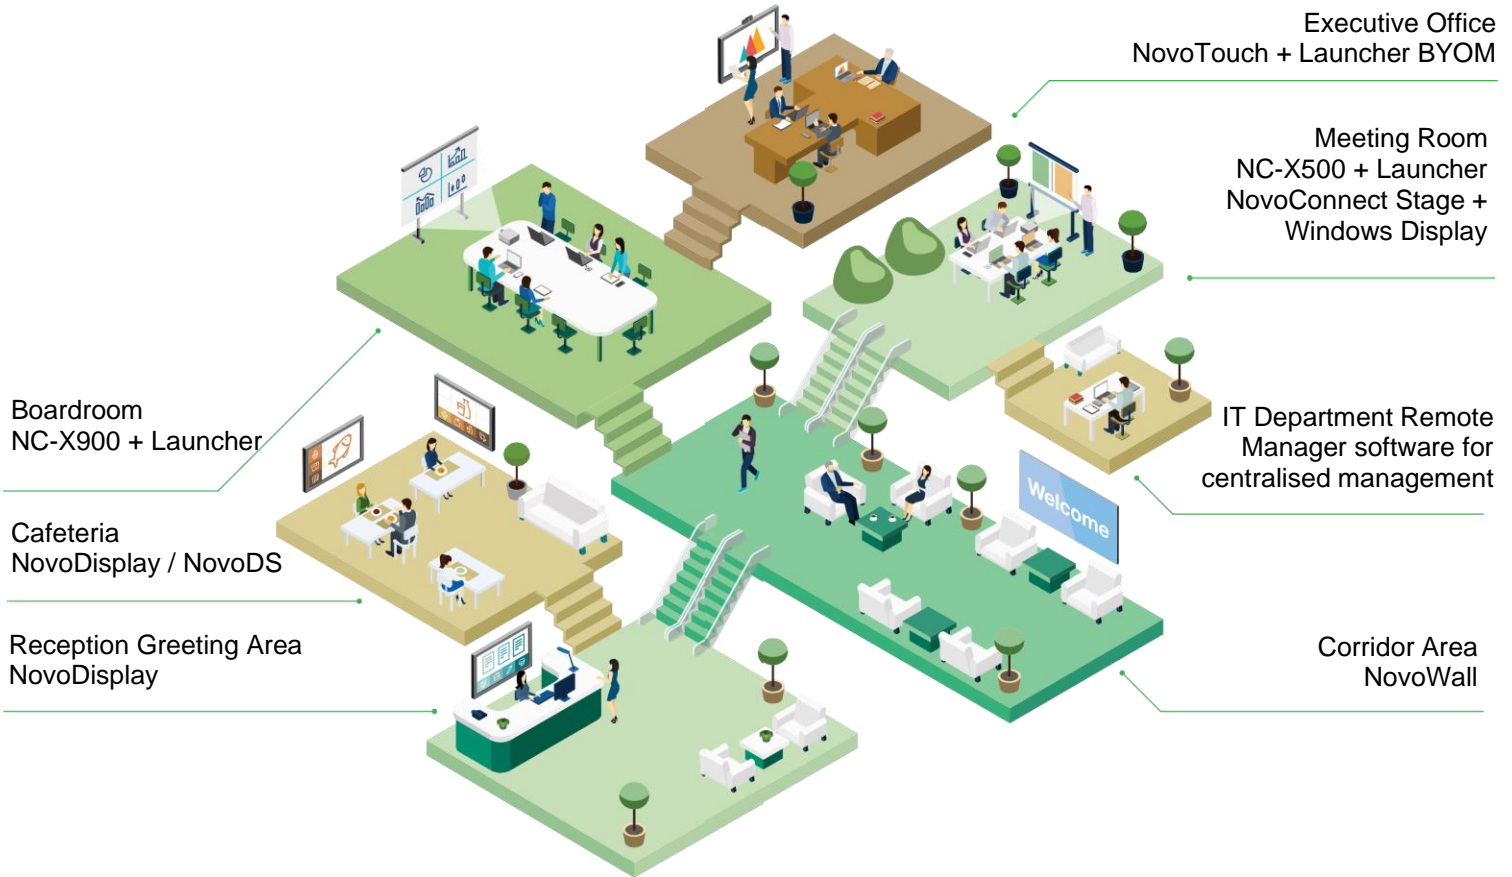 Executive Office
NovoTouch + Launcher BYOM
Meeting Room
NC-X500 + Launcher
NovoConnect Stage +
Windows Display
Boardroom
NC-X900 + Launcher
IT Department Remote
Manager software for
centralised management
Welcome
Cafeteria
NovoDisplay / NovoDS
Reception Greeting Area
NovoDisplay
Corridor Area
NovoWall